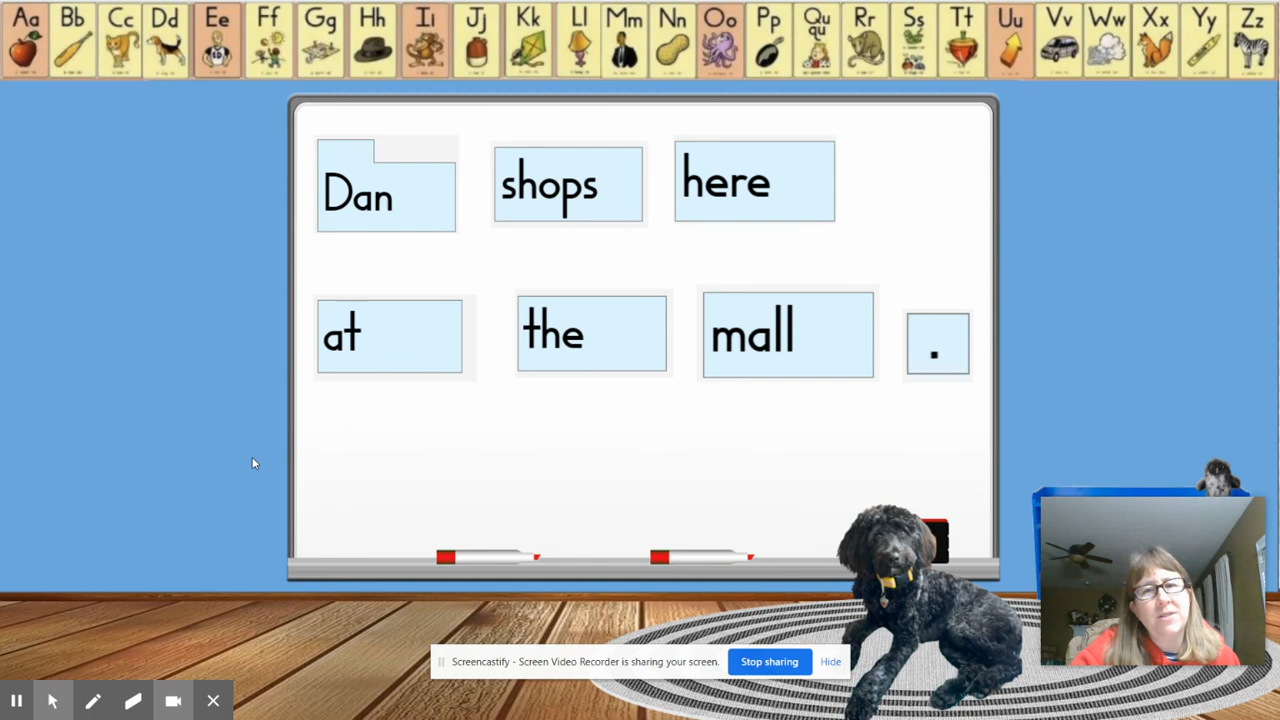 Aa Bb Cc Dd Ee Ff Gg Hh Ii Jj Kk Ll Mm Nn Oo Pp Qu qu Rr Ss Tt Uu Vv Ww Xx Yy Zz
Dan shops here
at the mall .
Screencastify - Screen Video Recorder is sharing your screen. Stop sharing Hide